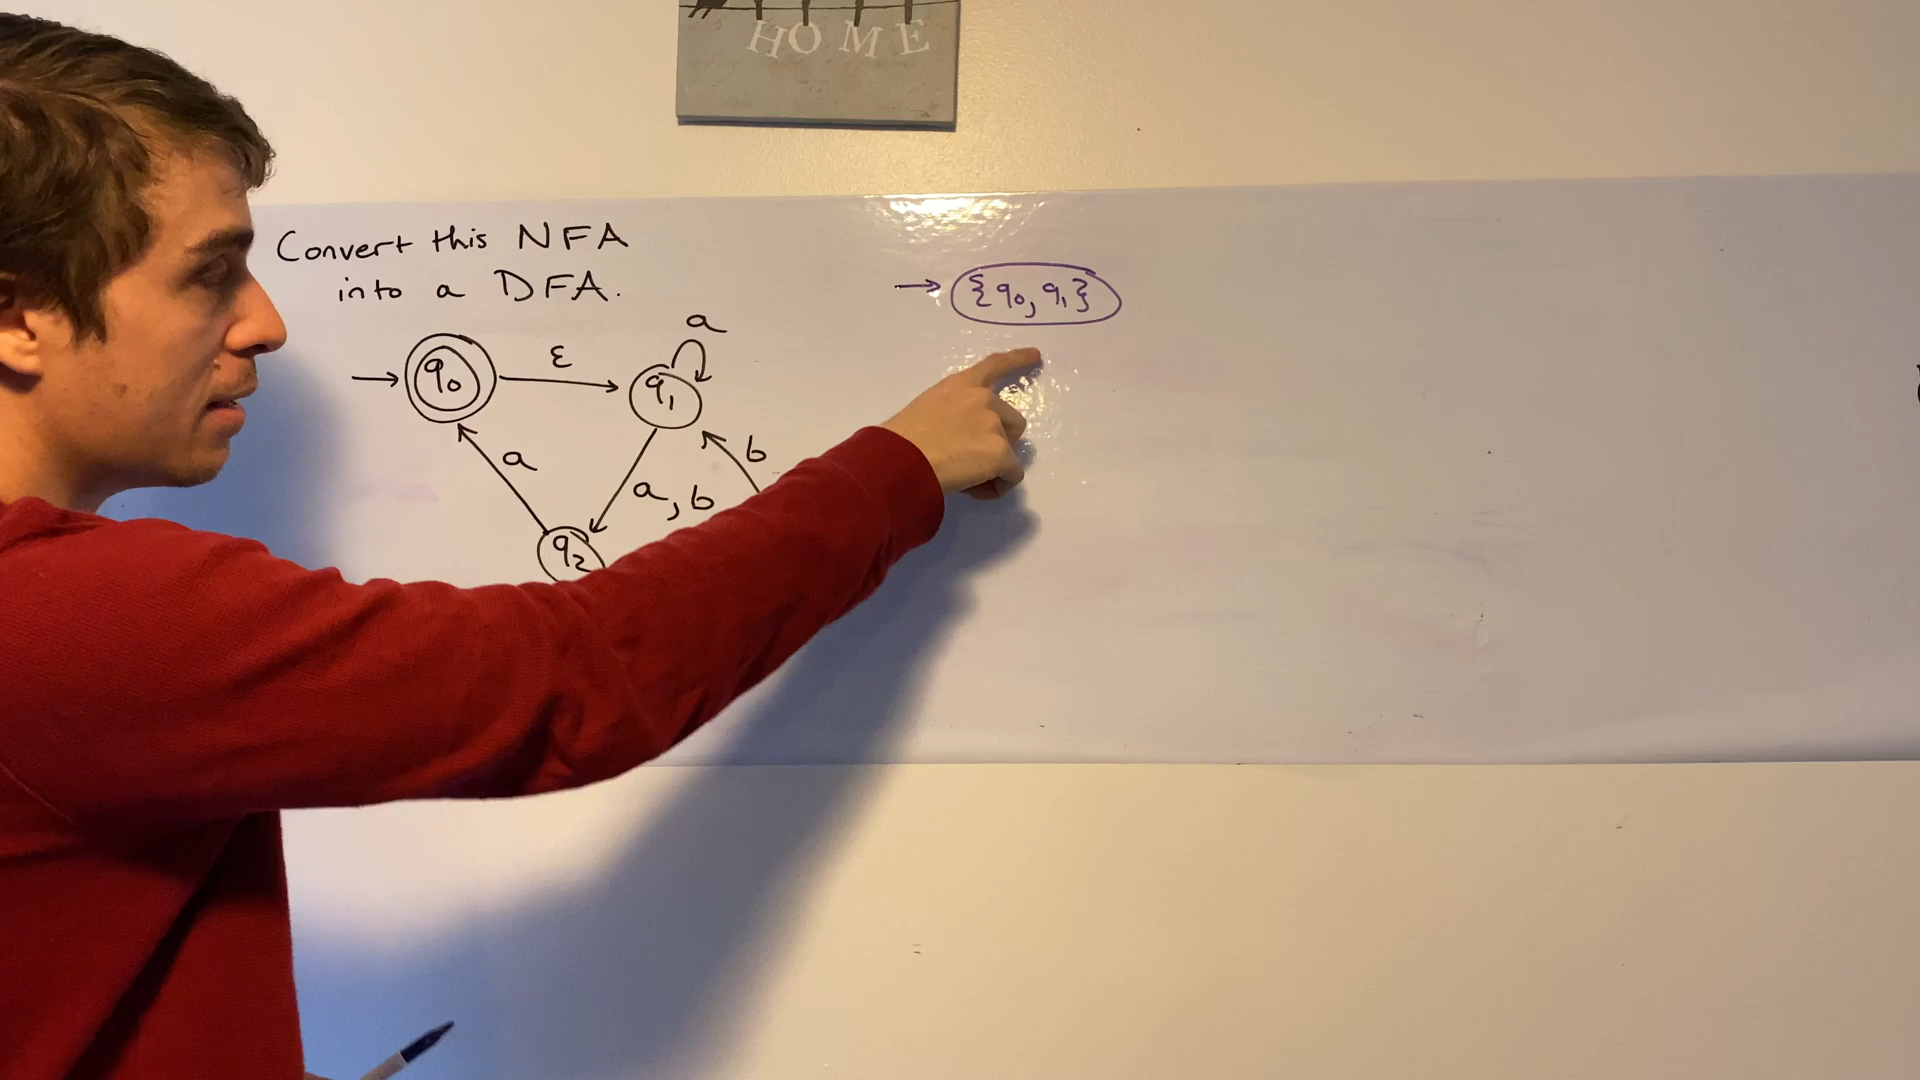 HOME
Convert this NFA
into a DFA.
→ {q₀, q₁}
a
ε
q₀
q₁
b
a
a, b
q₂